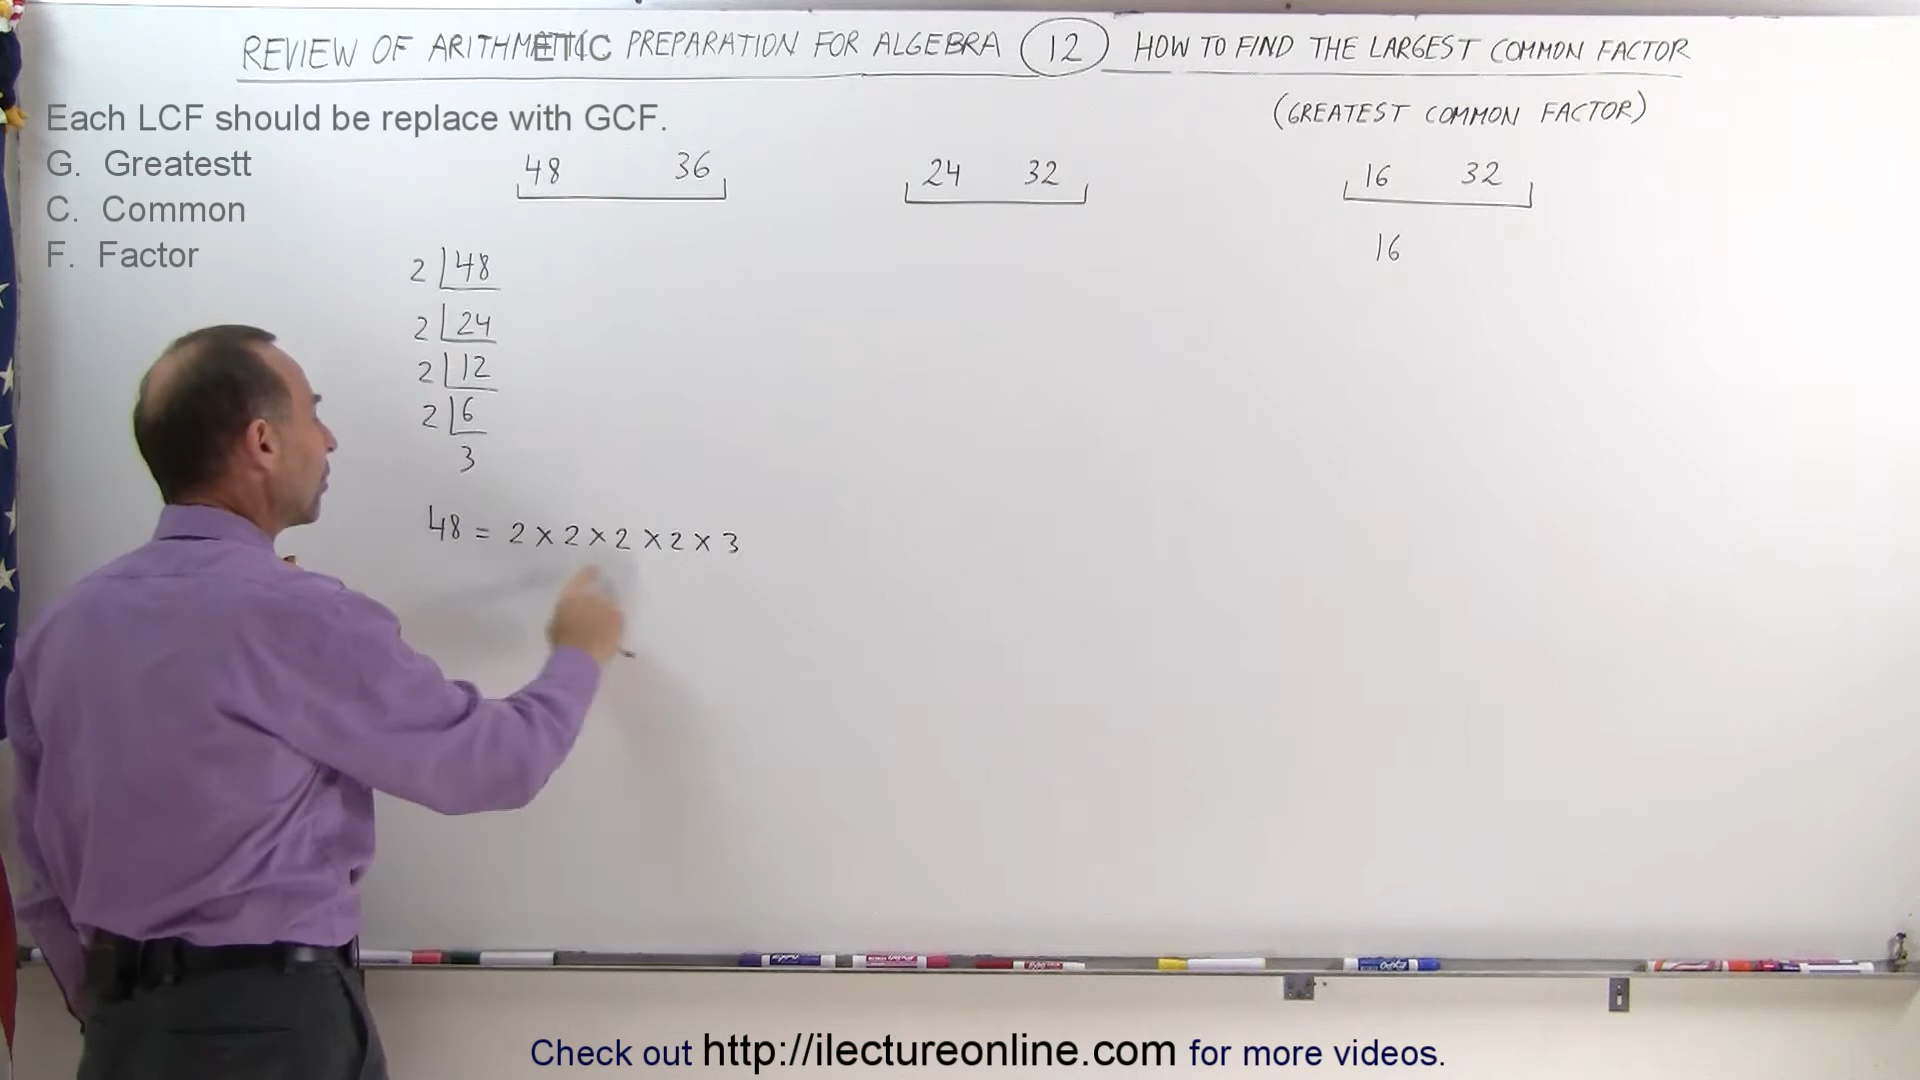 REVIEW OF ARITHMETIC PREPARATION FOR ALGEBRA 12 HOW TO FIND THE LARGEST COMMON FACTOR
(GREATEST COMMON FACTOR)
Each LCF should be replace with GCF.
G. Greatestt
C. Common
F. Factor
48 36
24 32
16 32
16
2 48
2 24
2 12
2 6
3
48 = 2 × 2 × 2 × 2 × 3
Check out http://ilectureonline.com for more videos.